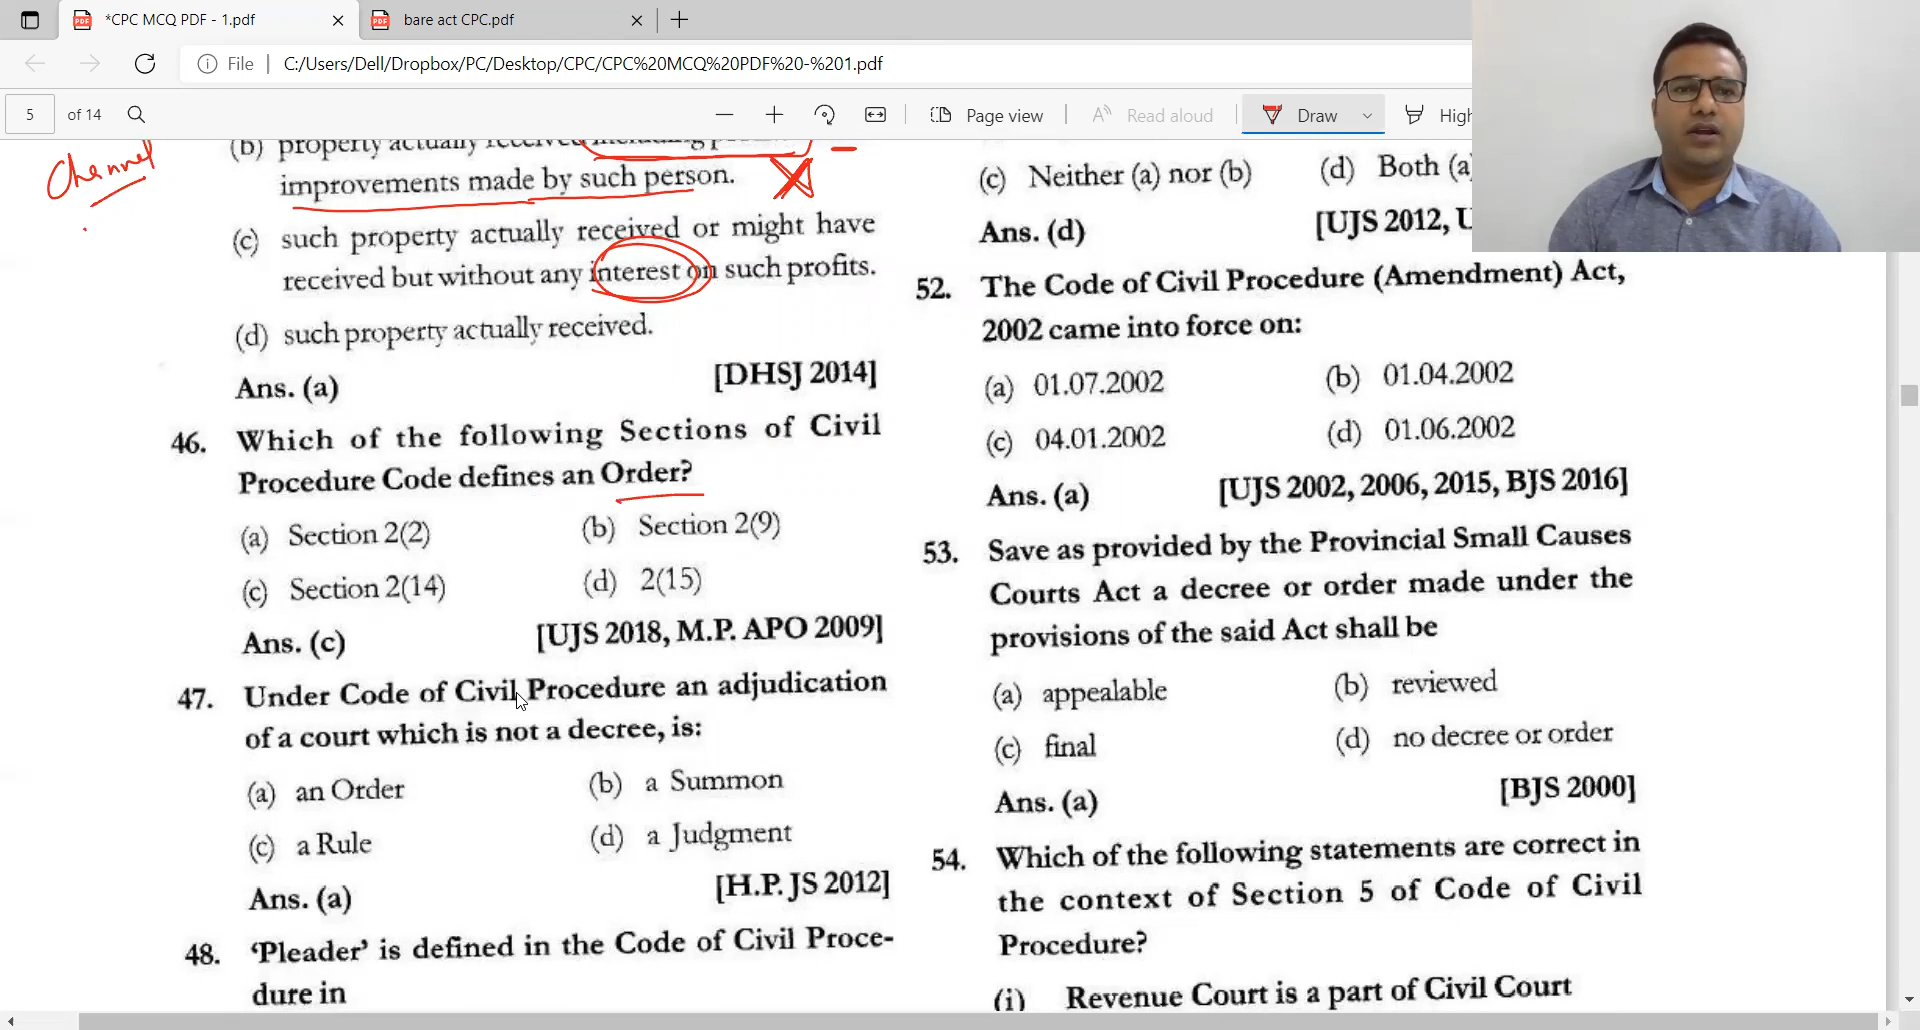 *CPC MCQ PDF - 1.pdf
bare act CPC.pdf
File
C:/Users/Dell/Dropbox/PC/Desktop/CPC/CPC%20MCQ%20PDF%20-%201.pdf
5 of 14
Page view
Read aloud
Draw
High
Channel
(b) property actually received including
improvements made by such person.
(c) such property actually received or might have
received but without any interest on such profits.
(d) such property actually received.
Ans. (a) [DHSJ 2014]
46. Which of the following Sections of Civil
Procedure Code defines an Order?
(a) Section 2(2) (b) Section 2(9)
(c) Section 2(14) (d) 2(15)
Ans. (c) [UJS 2018, M.P. APO 2009]
47. Under Code of Civil Procedure an adjudication
of a court which is not a decree, is:
(a) an Order (b) a Summon
(c) a Rule (d) a Judgment
Ans. (a) [H.P. JS 2012]
48. ‘Pleader’ is defined in the Code of Civil Proce-
dure in
(c) Neither (a) nor (b) (d) Both (a)
Ans. (d) [UJS 2012, U
52. The Code of Civil Procedure (Amendment) Act,
2002 came into force on:
(a) 01.07.2002 (b) 01.04.2002
(c) 04.01.2002 (d) 01.06.2002
Ans. (a) [UJS 2002, 2006, 2015, BJS 2016]
53. Save as provided by the Provincial Small Causes
Courts Act a decree or order made under the
provisions of the said Act shall be
(a) appealable (b) reviewed
(c) final (d) no decree or order
Ans. (a) [BJS 2000]
54. Which of the following statements are correct in
the context of Section 5 of Code of Civil
Procedure?
(i) Revenue Court is a part of Civil Court